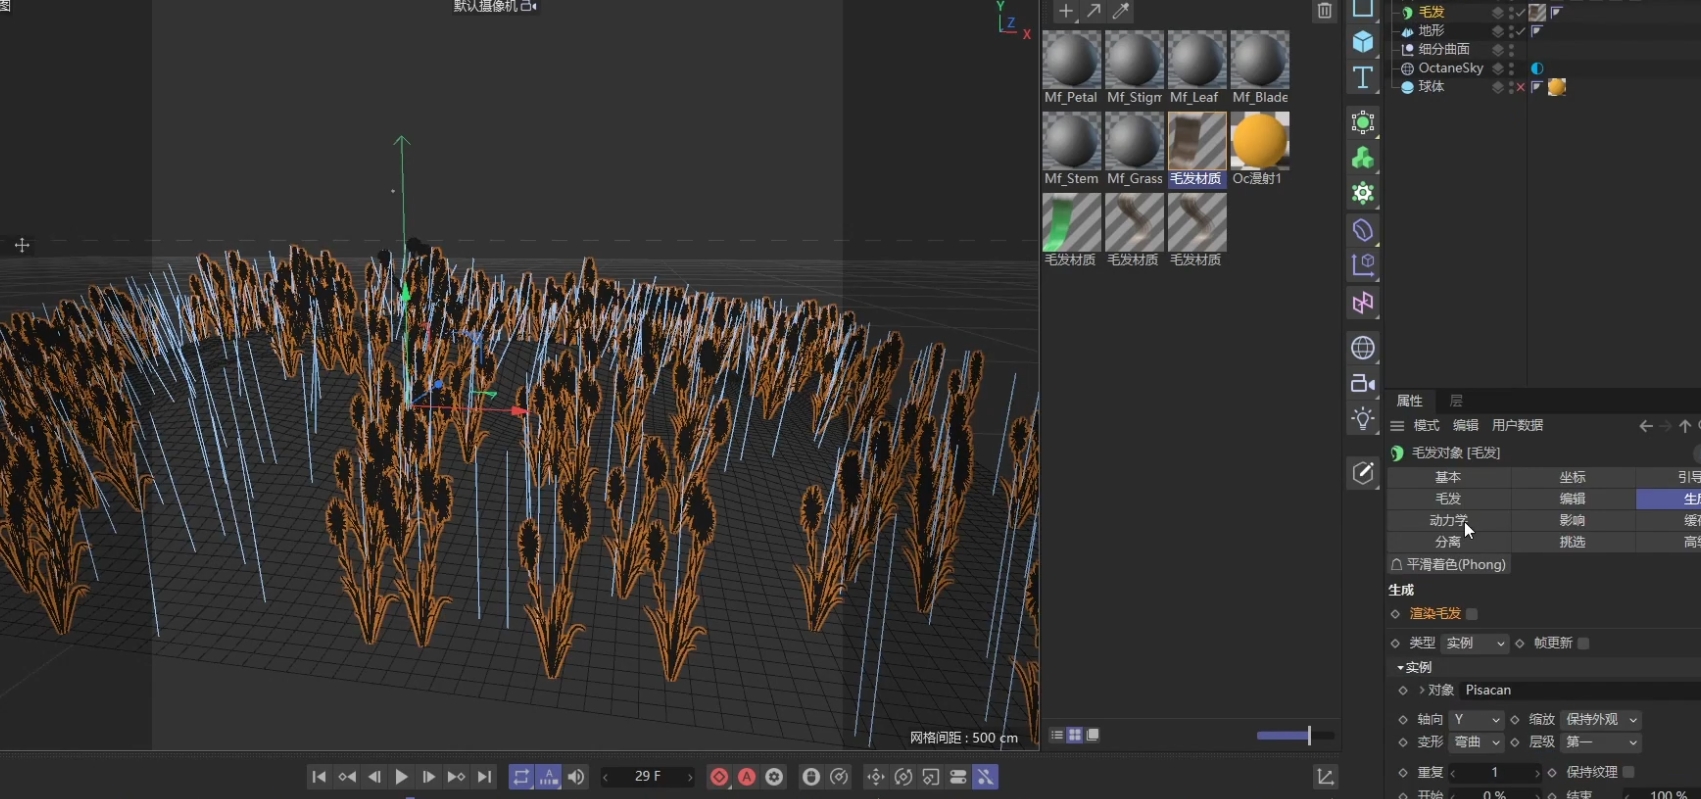 图
默认摄像机
Y
Z
X
毛发
地形
细分曲面
OctaneSky
球体
Mf_Petal
Mf_Stigm
Mf_Leaf
Mf_Blade
Mf_Stem
Mf_Grass
毛发材质
Oc漫射1
毛发材质
毛发材质
毛发材质
属性
层
模式
编辑
用户数据
毛发对象 [毛发]
基本
坐标
引导
毛发
编辑
生成
动力学
影响
缓存
分离
挑选
高级
平滑着色(Phong)
生成
渲染毛发
类型 实例
帧更新
实例
对象 Pisacan
轴向 Y
缩放 保持外观
变形 弯曲
层级 第一
重复 1
保持纹理
开始 0 %
结束 100 %
网格间距 : 500 cm
29 F